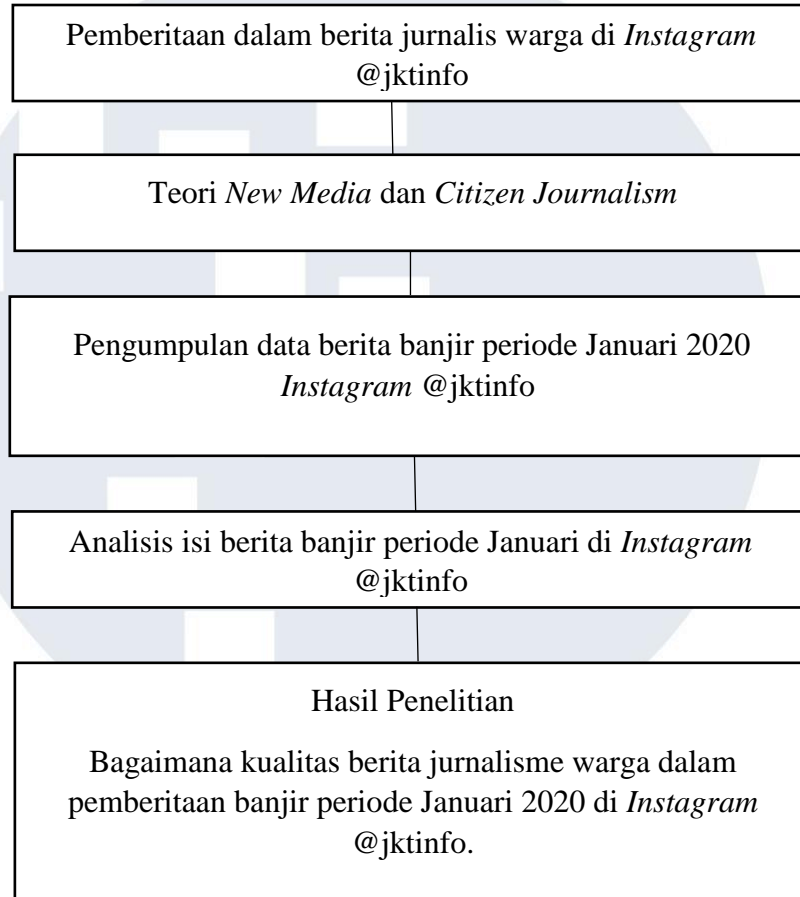 Pemberitaan dalam berita jurnalis warga di Instagram
@jktinfo
Teori New Media dan Citizen Journalism
Pengumpulan data berita banjir periode Januari 2020
Instagram @jktinfo
Analisis isi berita banjir periode Januari di Instagram
@jktinfo
Hasil Penelitian
Bagaimana kualitas berita jurnalisme warga dalam
pemberitaan banjir periode Januari 2020 di Instagram
@jktinfo.